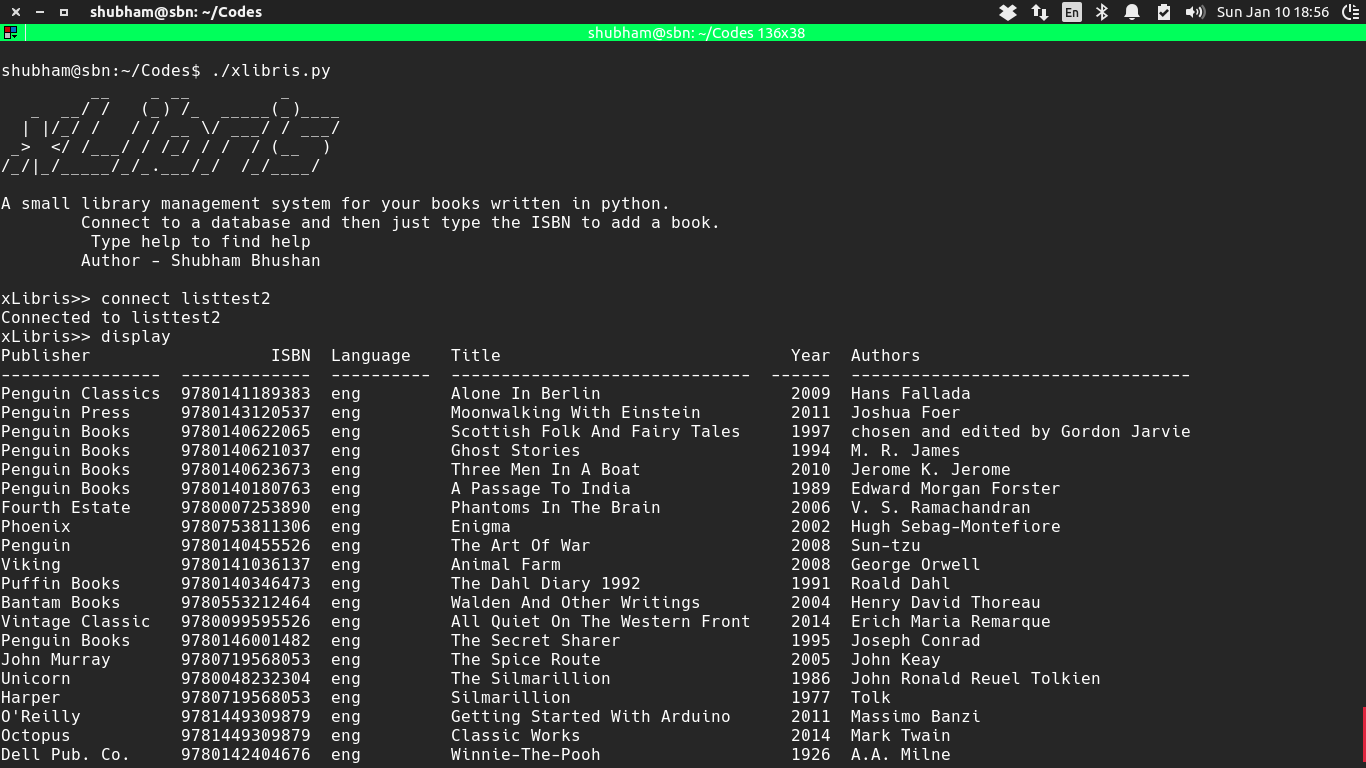 shubham@sbn: ~/Codes
En
Sun Jan 10 18:56
shubham@sbn: ~/Codes 136x38
shubham@sbn:~/Codes$ ./xlibris.py
xLibris
A small library management system for your books written in python.
Connect to a database and then just type the ISBN to add a book.
Type help to find help
Author - Shubham Bhushan
xLibris>> connect listtest2
Connected to listtest2
xLibris>> display
Publisher ISBN Language Title Year Authors
---------------- ------------- ---------- ------------------------------ ------ ----------------------------------
Penguin Classics 9780141189383 eng Alone In Berlin 2009 Hans Fallada
Penguin Press 9780143120537 eng Moonwalking With Einstein 2011 Joshua Foer
Penguin Books 9780140622065 eng Scottish Folk And Fairy Tales 1997 chosen and edited by Gordon Jarvie
Penguin Books 9780140621037 eng Ghost Stories 1994 M. R. James
Penguin Books 9780140623673 eng Three Men In A Boat 2010 Jerome K. Jerome
Penguin Books 9780140180763 eng A Passage To India 1989 Edward Morgan Forster
Fourth Estate 9780007253890 eng Phantoms In The Brain 2006 V. S. Ramachandran
Phoenix 9780753811306 eng Enigma 2002 Hugh Sebag-Montefiore
Penguin 9780140455526 eng The Art Of War 2008 Sun-tzu
Viking 9780141036137 eng Animal Farm 2008 George Orwell
Puffin Books 9780140346473 eng The Dahl Diary 1992 1991 Roald Dahl
Bantam Books 9780553212464 eng Walden And Other Writings 2004 Henry David Thoreau
Vintage Classic 9780099595526 eng All Quiet On The Western Front 2014 Erich Maria Remarque
Penguin Books 9780146001482 eng The Secret Sharer 1995 Joseph Conrad
John Murray 9780719568053 eng The Spice Route 2005 John Keay
Unicorn 9780048232304 eng The Silmarillion 1986 John Ronald Reuel Tolkien
Harper 9780719568053 eng Silmarillion 1977 Tolk
O'Reilly 9781449309879 eng Getting Started With Arduino 2011 Massimo Banzi
Octopus 9781449309879 eng Classic Works 2014 Mark Twain
Dell Pub. Co. 9780142404676 eng Winnie-The-Pooh 1926 A.A. Milne